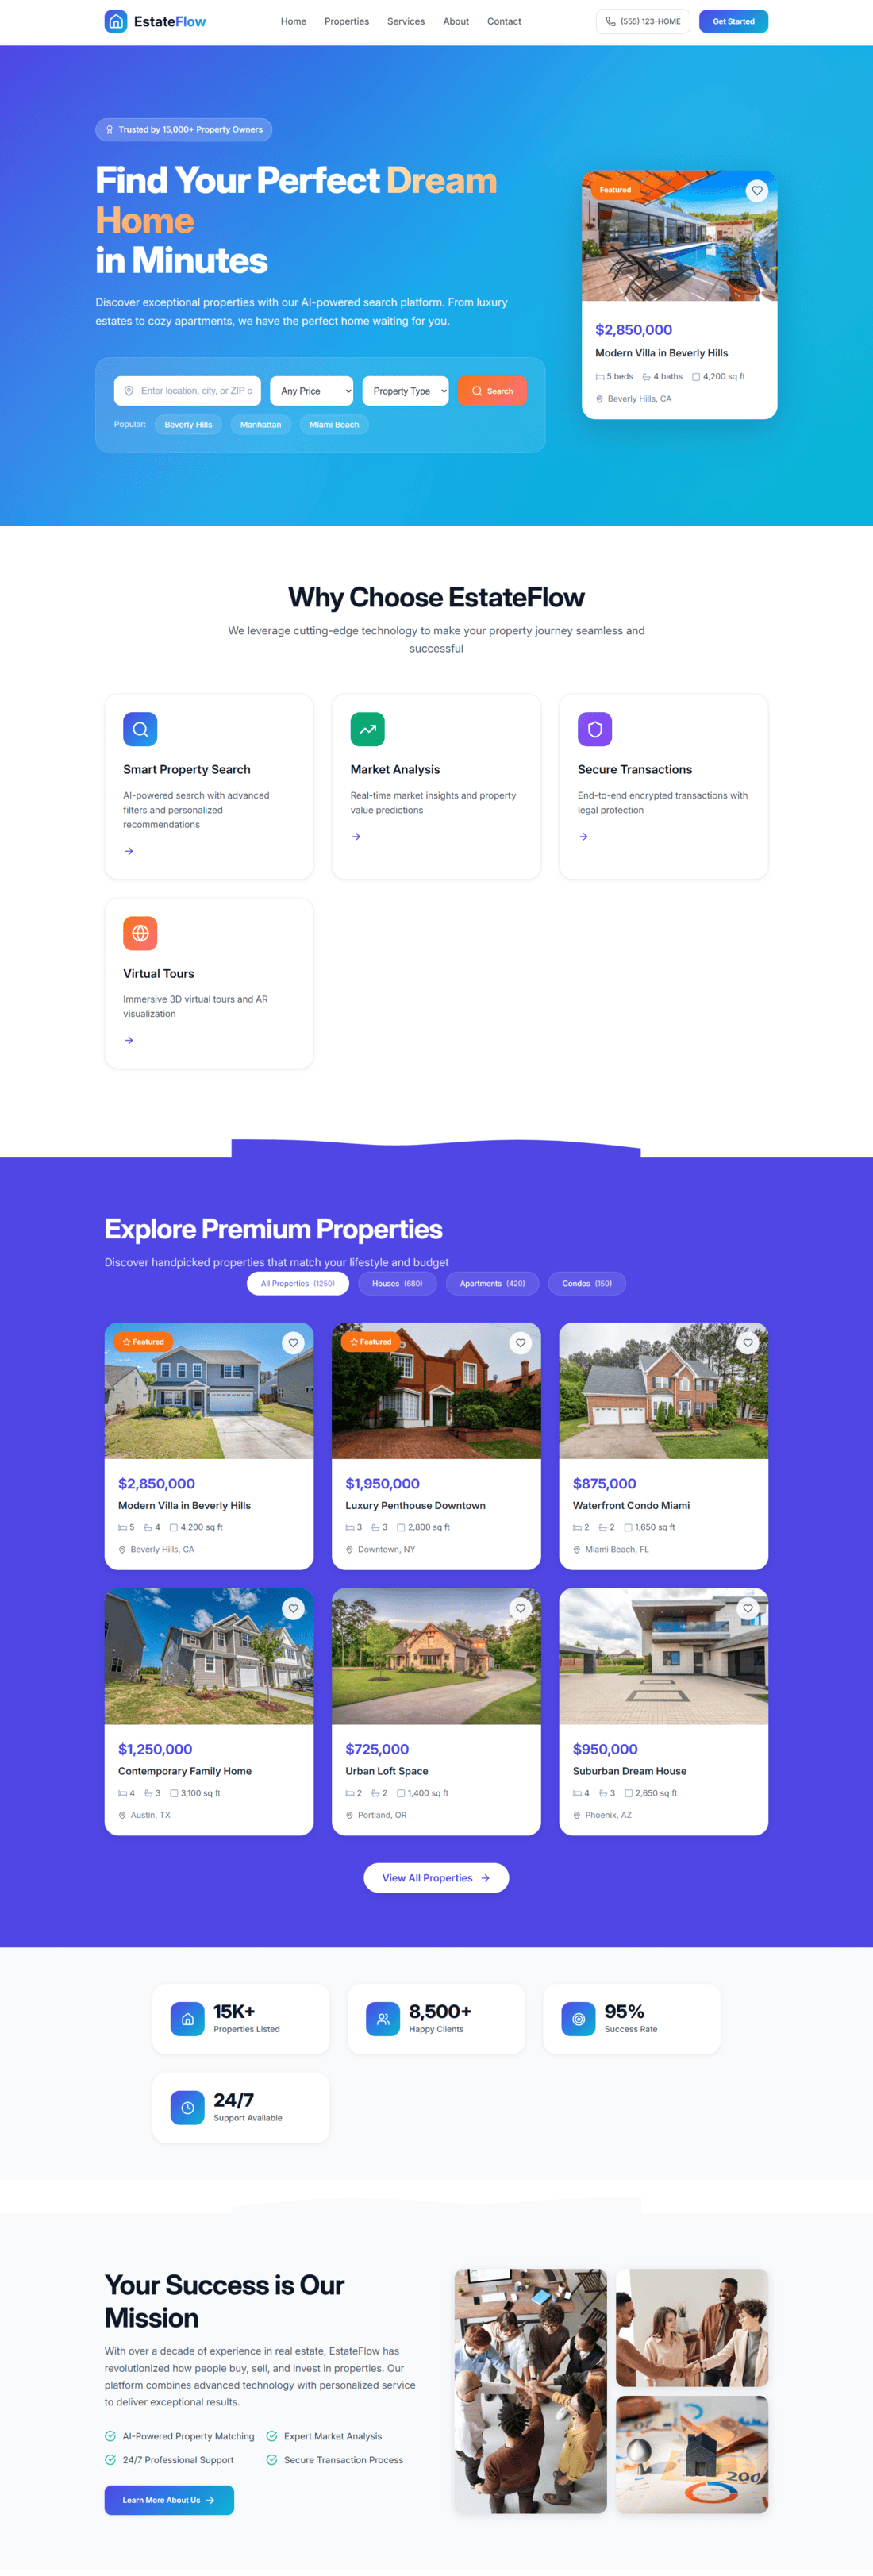 EstateFlow
Home
Properties
Services
About
Contact
(555) 123-HOME
Get Started
Trusted by 15,000+ Property Owners
Find Your Perfect Dream
Home
in Minutes
Discover exceptional properties with our AI-powered search platform. From luxury
estates to cozy apartments, we have the perfect home waiting for you.
Enter location, city, or ZIP c
Any Price
Property Type
Search
Popular:
Beverly Hills
Manhattan
Miami Beach
Featured
$2,850,000
Modern Villa in Beverly Hills
5 beds
4 baths
4,200 sq ft
Beverly Hills, CA
Why Choose EstateFlow
We leverage cutting-edge technology to make your property journey seamless and
successful
Smart Property Search
AI-powered search with advanced
filters and personalized
recommendations
Market Analysis
Real-time market insights and property
value predictions
Secure Transactions
End-to-end encrypted transactions with
legal protection
Virtual Tours
Immersive 3D virtual tours and AR
visualization
Explore Premium Properties
Discover handpicked properties that match your lifestyle and budget
All Properties (1250)
Houses (680)
Apartments (420)
Condos (150)
Featured
$2,850,000
Modern Villa in Beverly Hills
5
4
4,200 sq ft
Beverly Hills, CA
Featured
$1,950,000
Luxury Penthouse Downtown
3
3
2,800 sq ft
Downtown, NY
$875,000
Waterfront Condo Miami
2
2
1,650 sq ft
Miami Beach, FL
$1,250,000
Contemporary Family Home
4
3
3,100 sq ft
Austin, TX
$725,000
Urban Loft Space
2
2
1,400 sq ft
Portland, OR
$950,000
Suburban Dream House
4
3
2,650 sq ft
Phoenix, AZ
View All Properties
15K+
Properties Listed
8,500+
Happy Clients
95%
Success Rate
24/7
Support Available
Your Success is Our
Mission
With over a decade of experience in real estate, EstateFlow has
revolutionized how people buy, sell, and invest in properties. Our
platform combines advanced technology with personalized service
to deliver exceptional results.
AI-Powered Property Matching
Expert Market Analysis
24/7 Professional Support
Secure Transaction Process
Learn More About Us
200